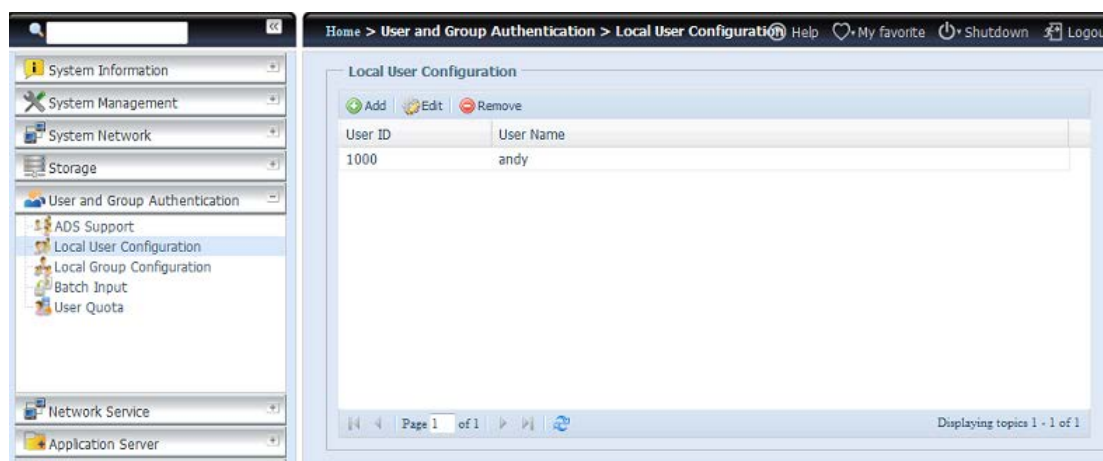 Home > User and Group Authentication > Local User Configuration Help My favorite Shutdown Logou
System Information
System Management
System Network
Storage
User and Group Authentication
ADS Support
Local User Configuration
Local Group Configuration
Batch Input
User Quota
Network Service
Application Server
Local User Configuration
Add Edit Remove
User ID User Name
1000 andy
Page 1 of 1 Displaying topics 1 - 1 of 1